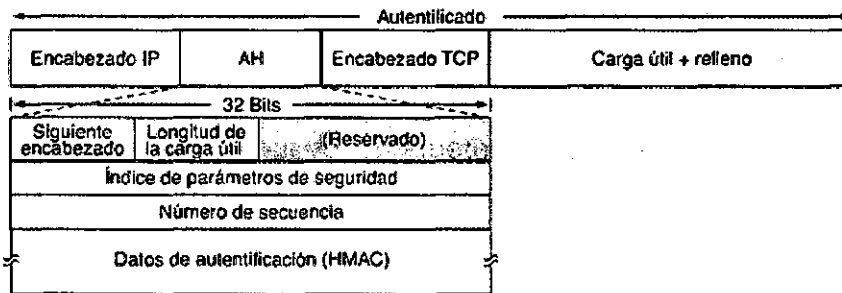 Autentificado
Encabezado IP AH Encabezado TCP Carga útil + relleno
32 Bits
Siguiente encabezado Longitud de la carga útil (Reservado)
Índice de parámetros de seguridad
Número de secuencia
Datos de autentificación (HMAC)